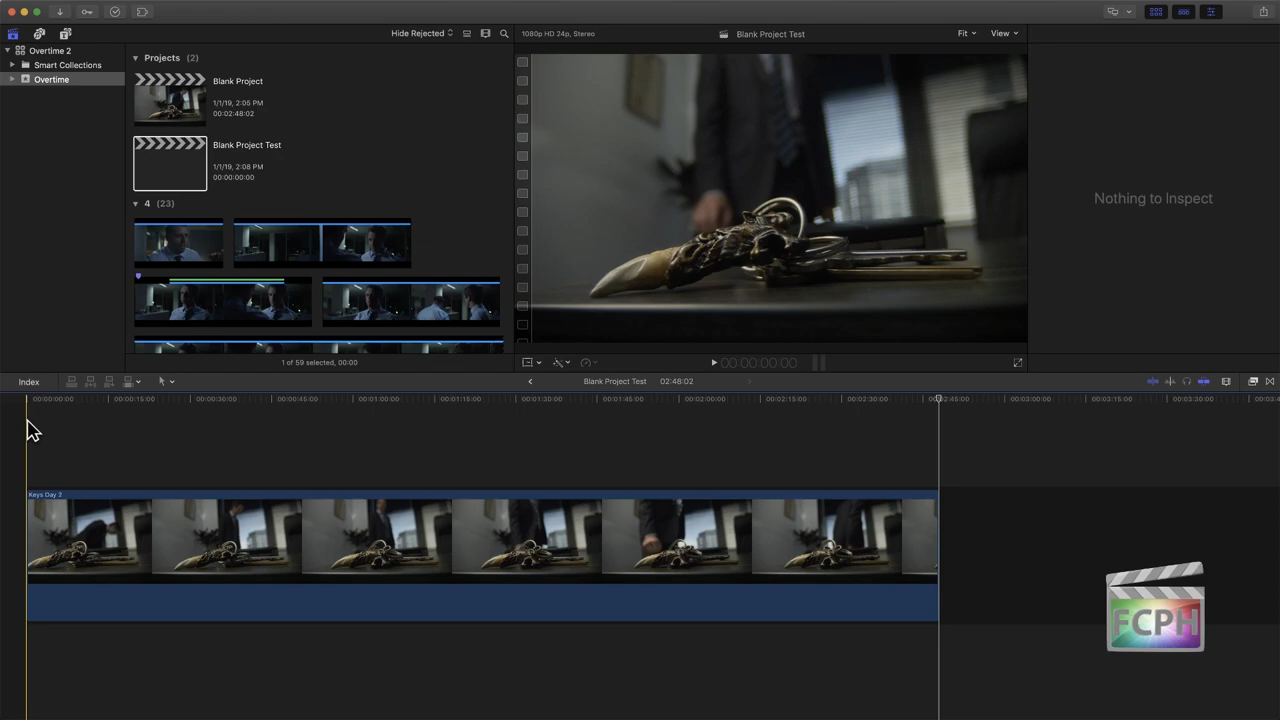 Hide Rejected
1080p HD 24p, Stereo
Blank Project Test
Fit
View
Overtime 2
Smart Collections
Overtime
Projects (2)
Blank Project
1/1/19, 2:05 PM
00:02:48:02
Blank Project Test
1/1/19, 2:08 PM
00:00:00:00
4 (23)
1 of 59 selected, 00:00
Nothing to Inspect
00:00:00:00
Index
Blank Project Test
02:48:02
00:00:00:00
00:00:15:00
00:00:30:00
00:00:45:00
00:01:00:00
00:01:15:00
00:01:30:00
00:01:45:00
00:02:00:00
00:02:15:00
00:02:30:00
00:02:45:00
00:03:00:00
00:03:15:00
00:03:30:00
Keys Day 2
FCPH